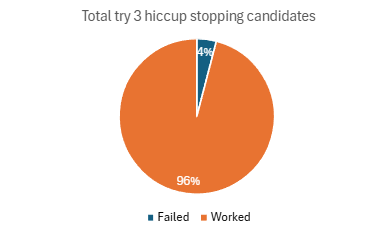 Total try 3 hiccup stopping candidates
4%
96%
Failed Worked